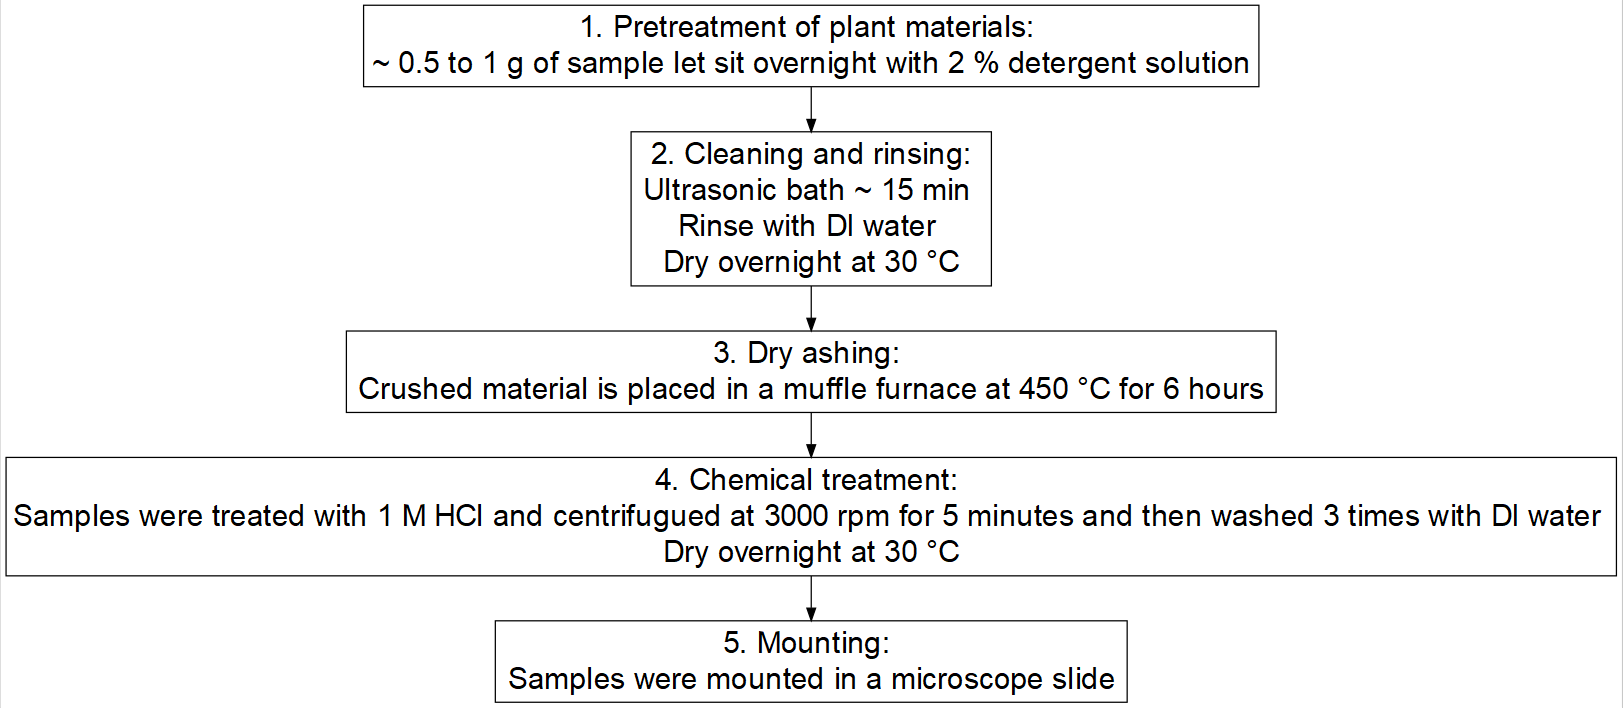 1. Pretreatment of plant materials:
~ 0.5 to 1 g of sample let sit overnight with 2 % detergent solution
2. Cleaning and rinsing:
Ultrasonic bath ~ 15 min
Rinse with DI water
Dry overnight at 30 °C
3. Dry ashing:
Crushed material is placed in a muffle furnace at 450 °C for 6 hours
4. Chemical treatment:
Samples were treated with 1 M HCl and centrifugued at 3000 rpm for 5 minutes and then washed 3 times with DI water
Dry overnight at 30 °C
5. Mounting:
Samples were mounted in a microscope slide